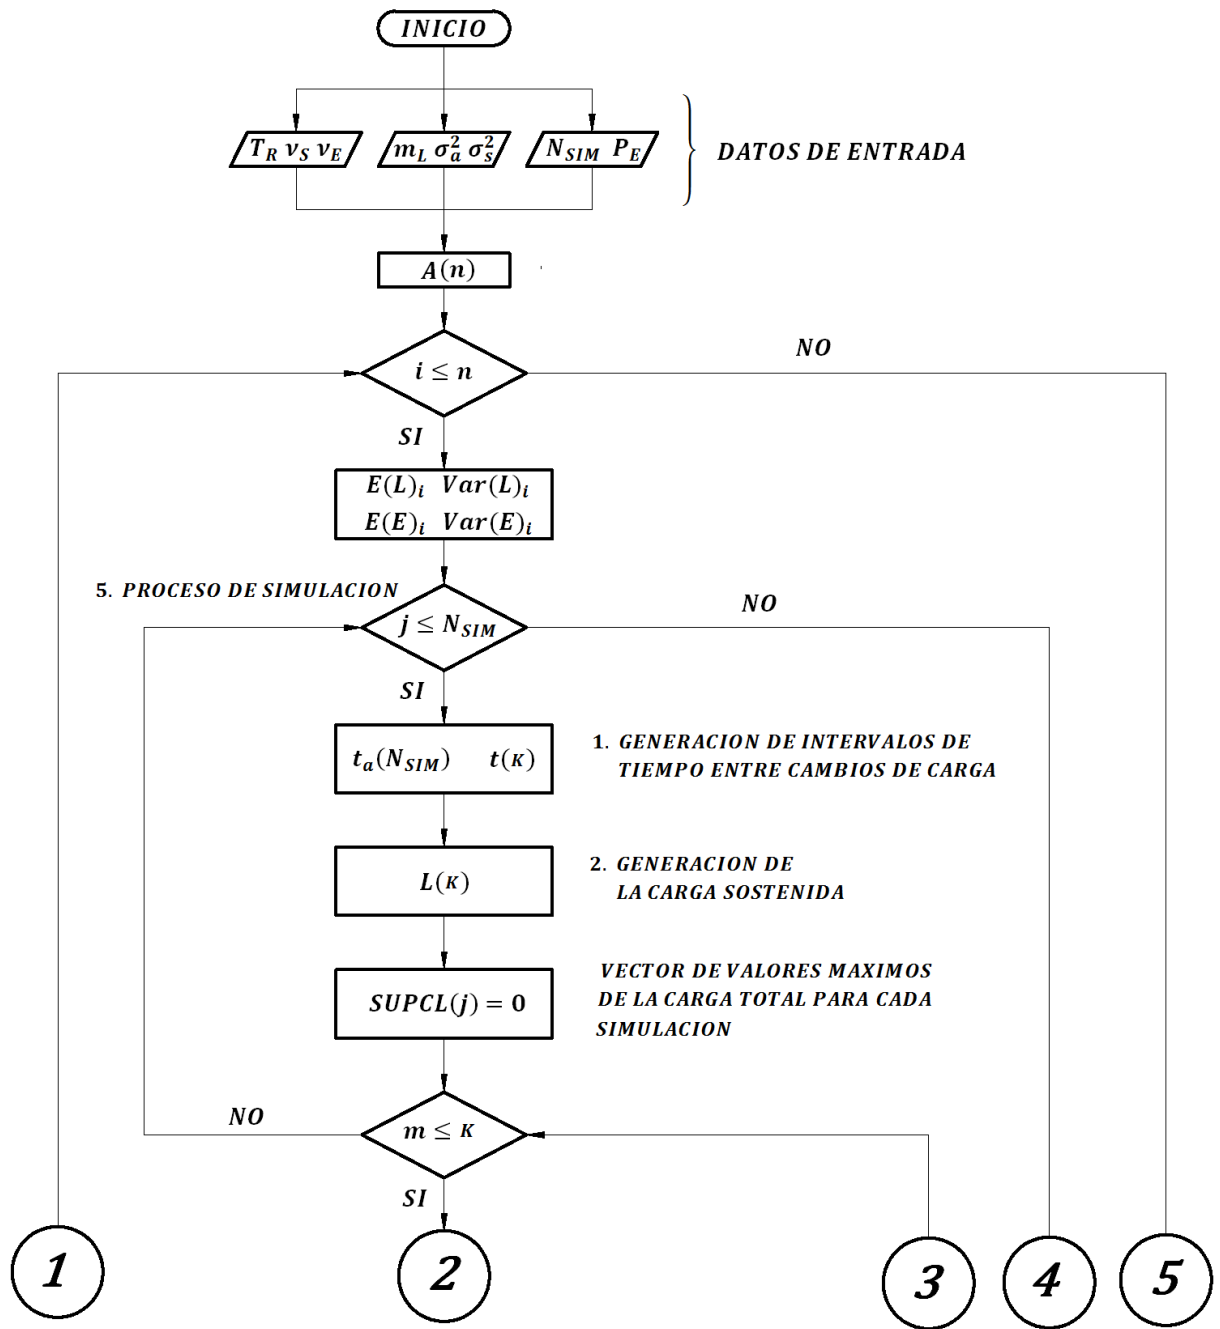 INICIO
T_R ν_S ν_E
m_L σ_a^2 σ_s^2
N_SIM P_E
DATOS DE ENTRADA
A(n)
i ≤ n
NO
SI
E(L)_i Var(L)_i
E(E)_i Var(E)_i
5. PROCESO DE SIMULACION
j ≤ N_SIM
NO
SI
t_a(N_SIM) t(K)
1. GENERACION DE INTERVALOS DE
TIEMPO ENTRE CAMBIOS DE CARGA
L(K)
2. GENERACION DE
LA CARGA SOSTENIDA
SUPCL(j) = 0
VECTOR DE VALORES MAXIMOS
DE LA CARGA TOTAL PARA CADA
SIMULACION
m ≤ K
NO
SI
1
2
3
4
5